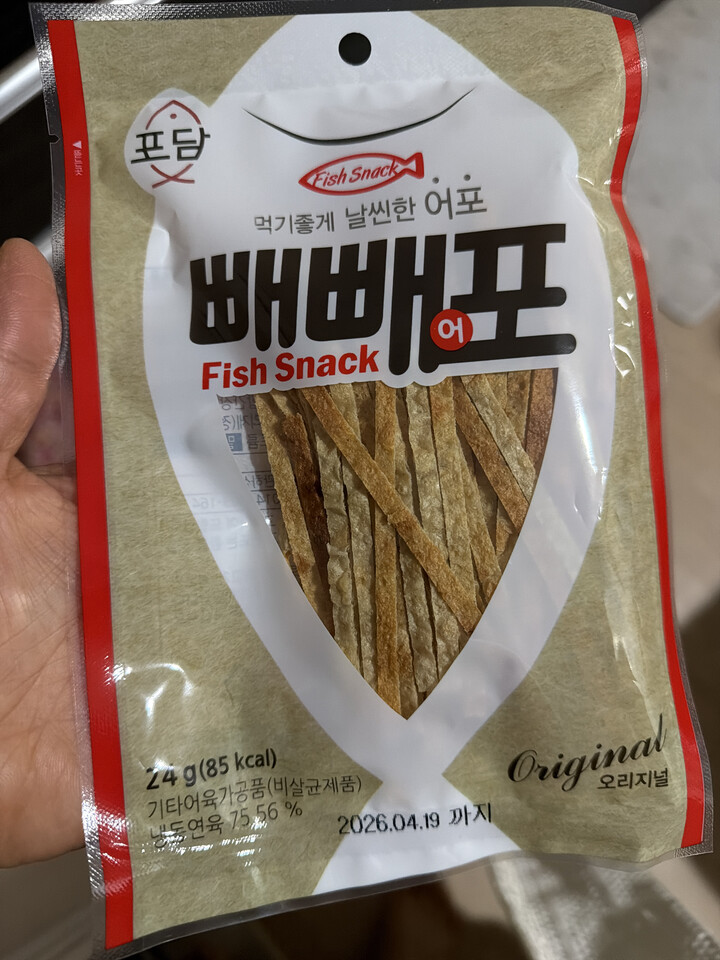 포담
Fish Snack
먹기좋게 날씬한 어포
빼빼어포
Fish Snack
24 g(85 kcal)
기타어육가공품(비살균제품)
냉동연육 75.56 %
2026.04.19 까지
Original
오리지널